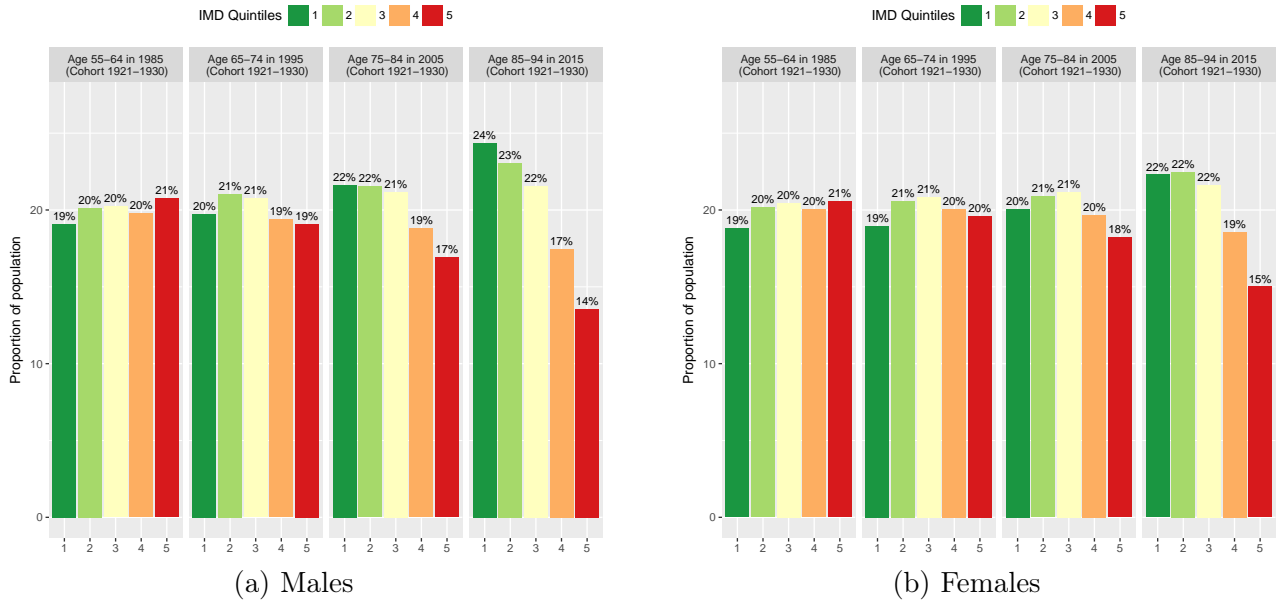 IMD Quintiles 1 2 3 4 5
Age 55–64 in 1985
(Cohort 1921–1930)
Age 65–74 in 1995
(Cohort 1921–1930)
Age 75–84 in 2005
(Cohort 1921–1930)
Age 85–94 in 2015
(Cohort 1921–1930)
Proportion of population
20
10
0
19% 20% 20% 20% 21%
20% 21% 21% 19% 19%
22% 22% 21% 19% 17%
24% 23% 22% 17% 14%
1 2 3 4 5
1 2 3 4 5
1 2 3 4 5
1 2 3 4 5
(a) Males
IMD Quintiles 1 2 3 4 5
Age 55–64 in 1985
(Cohort 1921–1930)
Age 65–74 in 1995
(Cohort 1921–1930)
Age 75–84 in 2005
(Cohort 1921–1930)
Age 85–94 in 2015
(Cohort 1921–1930)
Proportion of population
20
10
0
19% 20% 20% 20% 21%
19% 21% 21% 20% 20%
20% 21% 21% 20% 18%
22% 22% 22% 19% 15%
1 2 3 4 5
1 2 3 4 5
1 2 3 4 5
1 2 3 4 5
(b) Females